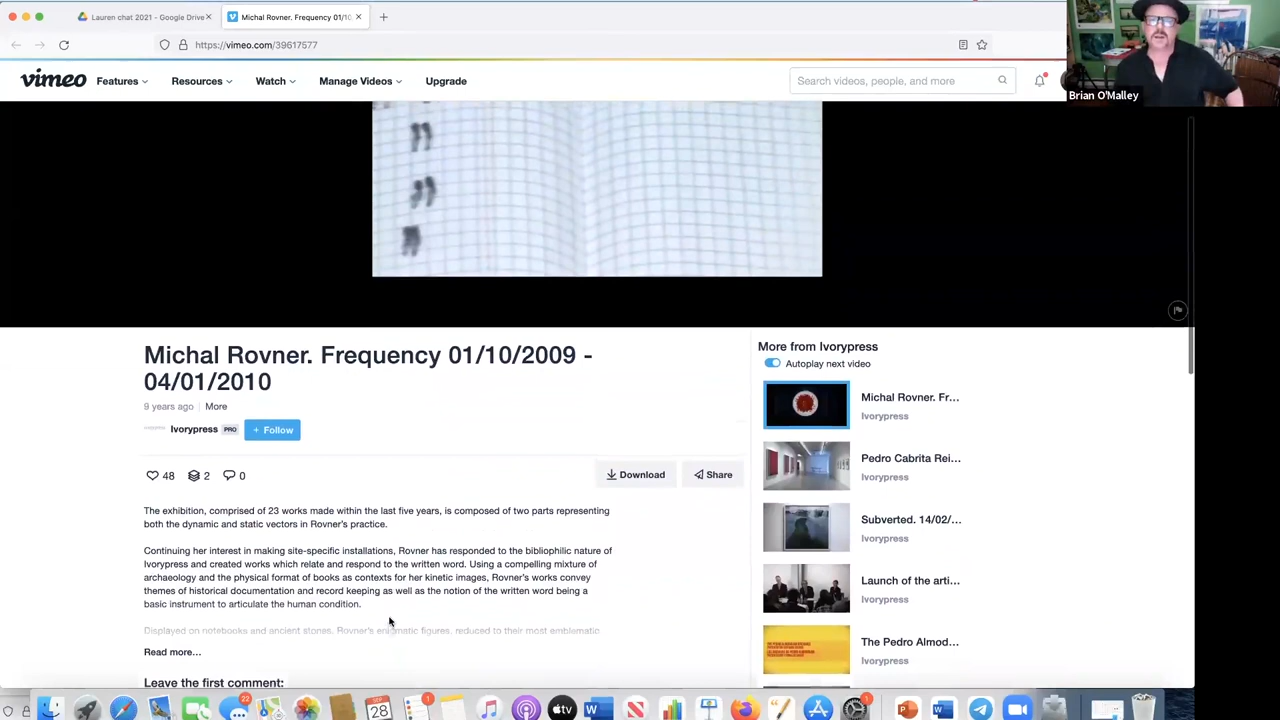 Lauren chat 2021 - Google Drive
Michal Rovner. Frequency 01/10
https://vimeo.com/39617577
vimeo Features Resources Watch Manage Videos Upgrade
Search videos, people, and more
Brian O'Malley
Michal Rovner. Frequency 01/10/2009 -
04/01/2010
9 years ago | More
Ivorypress PRO + Follow
48 2 0
Download Share
The exhibition, comprised of 23 works made within the last five years, is composed of two parts representing
both the dynamic and static vectors in Rovner's practice.
Continuing her interest in making site-specific installations, Rovner has responded to the bibliophilic nature of
Ivorypress and created works which relate and respond to the written word. Using a compelling mixture of
archaeology and the physical format of books as contexts for her kinetic images, Rovner's works convey
themes of historical documentation and record keeping as well as the notion of the written word being a
basic instrument to articulate the human condition.
Displayed on notebooks and ancient stones, Rovner's enigmatic figures, reduced to their most emblematic
Read more...
Leave the first comment:
More from Ivorypress
Autoplay next video
Michal Rovner. Fr...
Ivorypress
Pedro Cabrita Rei...
Ivorypress
Subverted. 14/02/...
Ivorypress
Launch of the arti...
Ivorypress
The Pedro Almod...
Ivorypress
22
28
1
tv
W
1
P
W